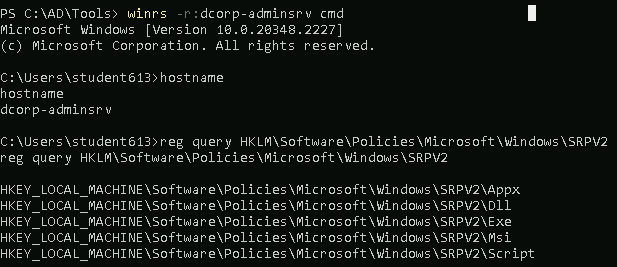 PS C:\AD\Tools> winrs -r:dcorp-adminsrv cmd
Microsoft Windows [Version 10.0.20348.2227]
(c) Microsoft Corporation. All rights reserved.
C:\Users\student613>hostname
hostname
dcorp-adminsrv
C:\Users\student613>reg query HKLM\Software\Policies\Microsoft\Windows\SRPV2
reg query HKLM\Software\Policies\Microsoft\Windows\SRPV2
HKEY_LOCAL_MACHINE\Software\Policies\Microsoft\Windows\SRPV2\Appx
HKEY_LOCAL_MACHINE\Software\Policies\Microsoft\Windows\SRPV2\Dll
HKEY_LOCAL_MACHINE\Software\Policies\Microsoft\Windows\SRPV2\Exe
HKEY_LOCAL_MACHINE\Software\Policies\Microsoft\Windows\SRPV2\Msi
HKEY_LOCAL_MACHINE\Software\Policies\Microsoft\Windows\SRPV2\Script